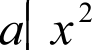 a| x²